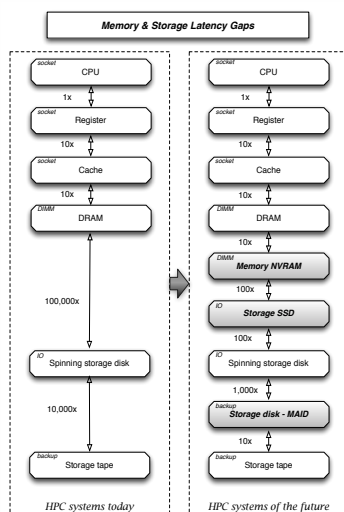 Memory & Storage Latency Gaps
socket
CPU
1x
socket
Register
10x
socket
Cache
10x
DIMM
DRAM
100,000x
IO
Spinning storage disk
10,000x
backup
Storage tape
HPC systems today
socket
CPU
1x
socket
Register
10x
socket
Cache
10x
DIMM
DRAM
10x
DIMM
Memory NVRAM
100x
IO
Storage SSD
100x
IO
Spinning storage disk
1,000x
backup
Storage disk - MAID
10x
backup
Storage tape
HPC systems of the future